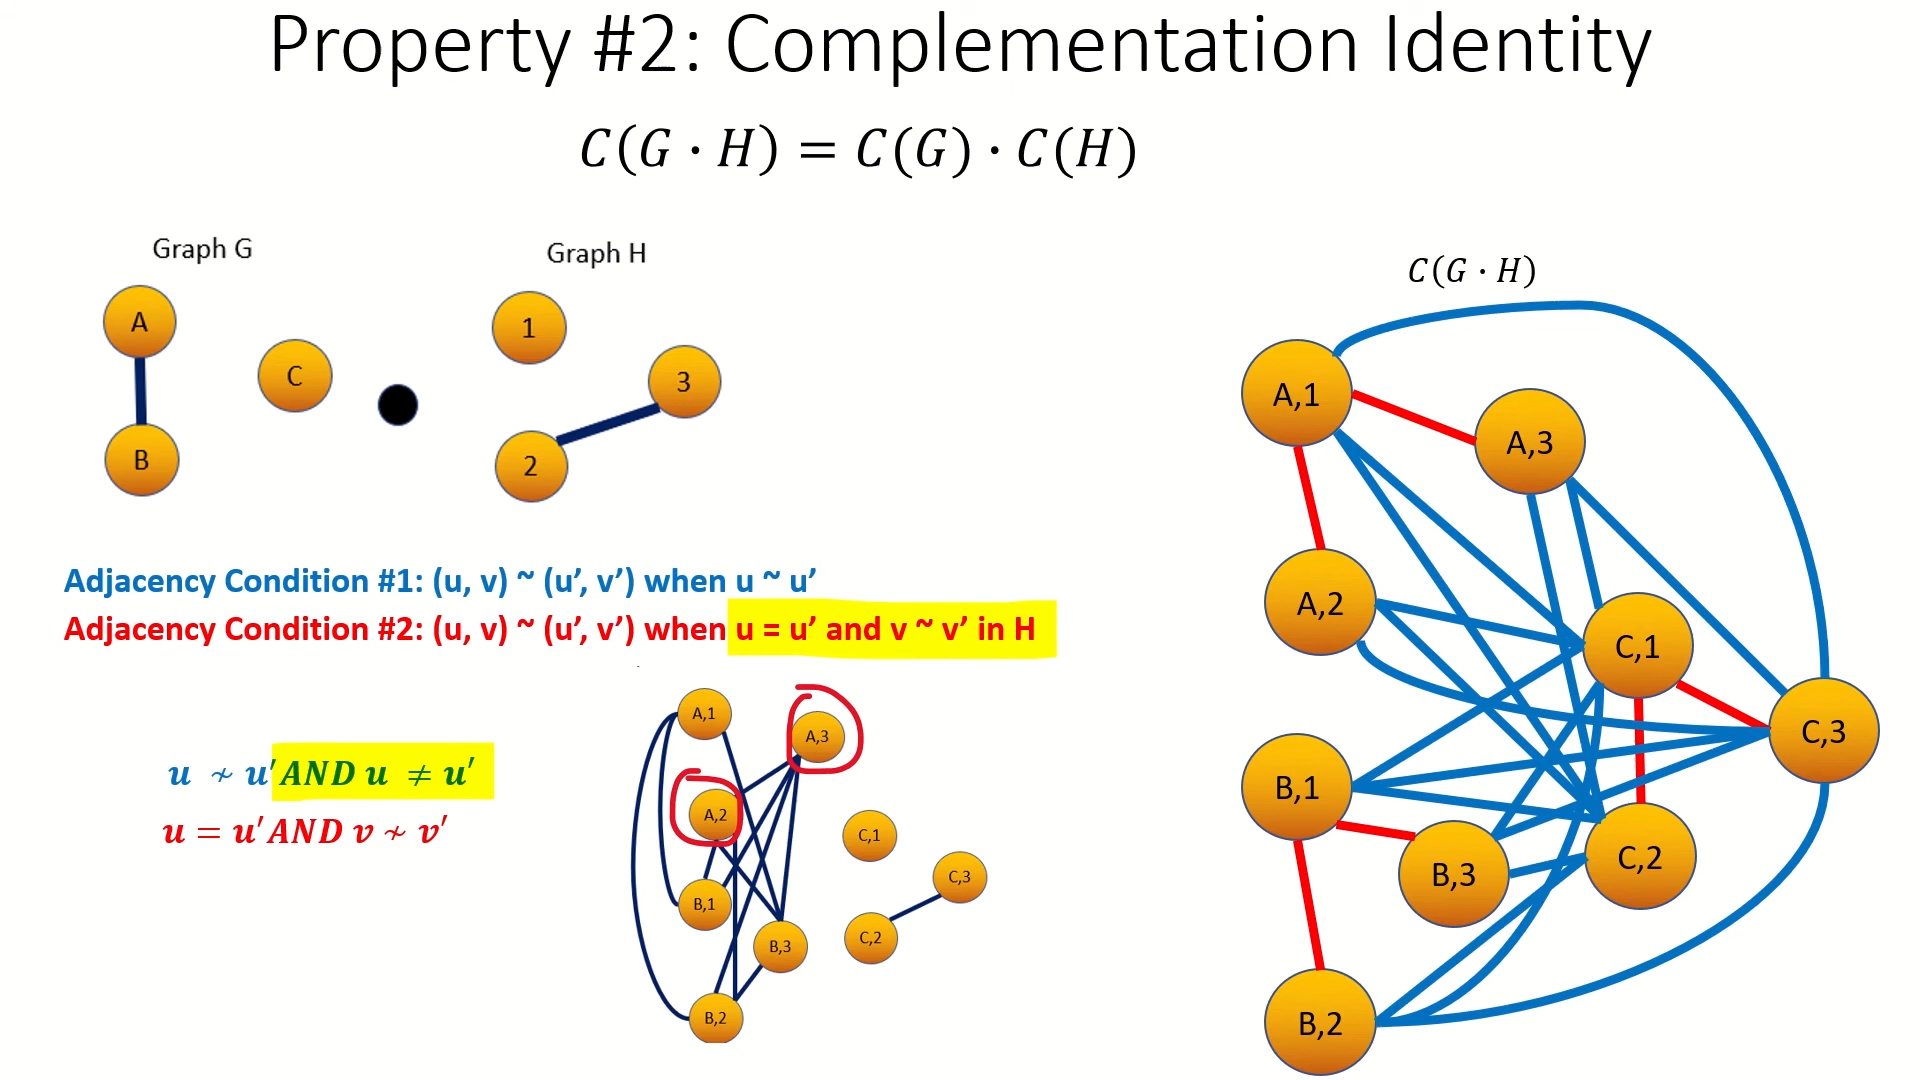 Property #2: Complementation Identity
C(G · H) = C(G) · C(H)
Graph G
Graph H
A
B
C
1
2
3
Adjacency Condition #1: (u, v) ~ (u’, v’) when u ~ u’
Adjacency Condition #2: (u, v) ~ (u’, v’) when u = u’ and v ~ v’ in H
u ≁ u′ AND u ≠ u′
u = u′ AND v ≁ v′
A,1
A,3
A,2
B,1
B,3
B,2
C,1
C,3
C,2
C(G · H)
A,1
A,3
A,2
C,1
C,3
B,1
B,3
C,2
B,2